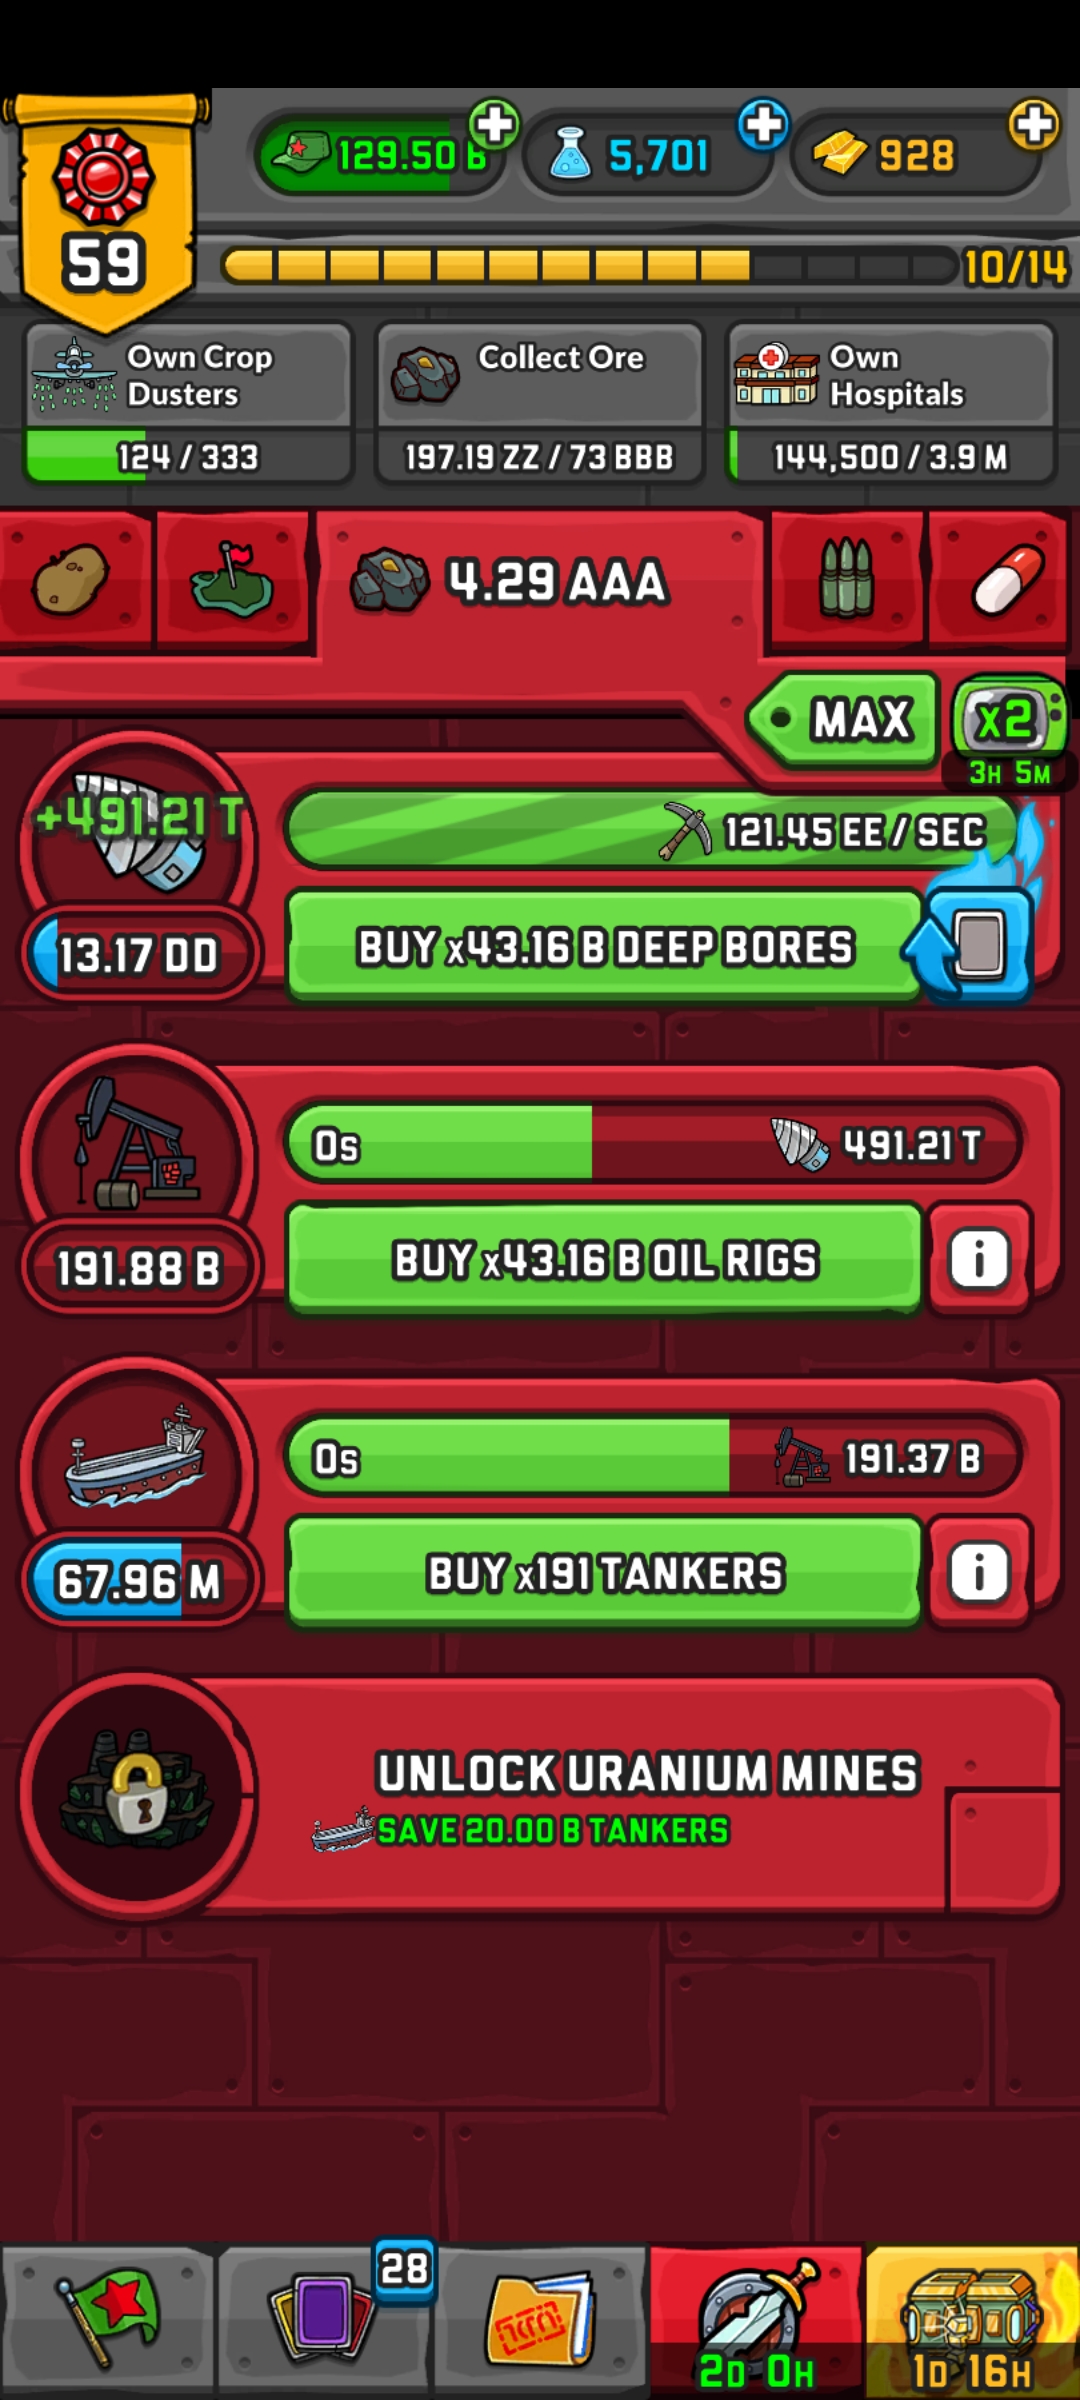 129.50 B
5,701
928
59
10/14
Own Crop
Dusters
124 / 333
Collect Ore
197.19 ZZ / 73 BBB
Own
Hospitals
144,500 / 3.9 M
4.29 AAA
MAX
x2
3H 5M
+491.21 T
121.45 EE / SEC
13.17 DD
BUY x43.16 B DEEP BORES
0s
491.21 T
191.88 B
BUY x43.16 B OIL RIGS
i
0s
191.37 B
67.96 M
BUY x191 TANKERS
i
UNLOCK URANIUM MINES
SAVE 20.00 B TANKERS
28
2D 0H
1D 16H